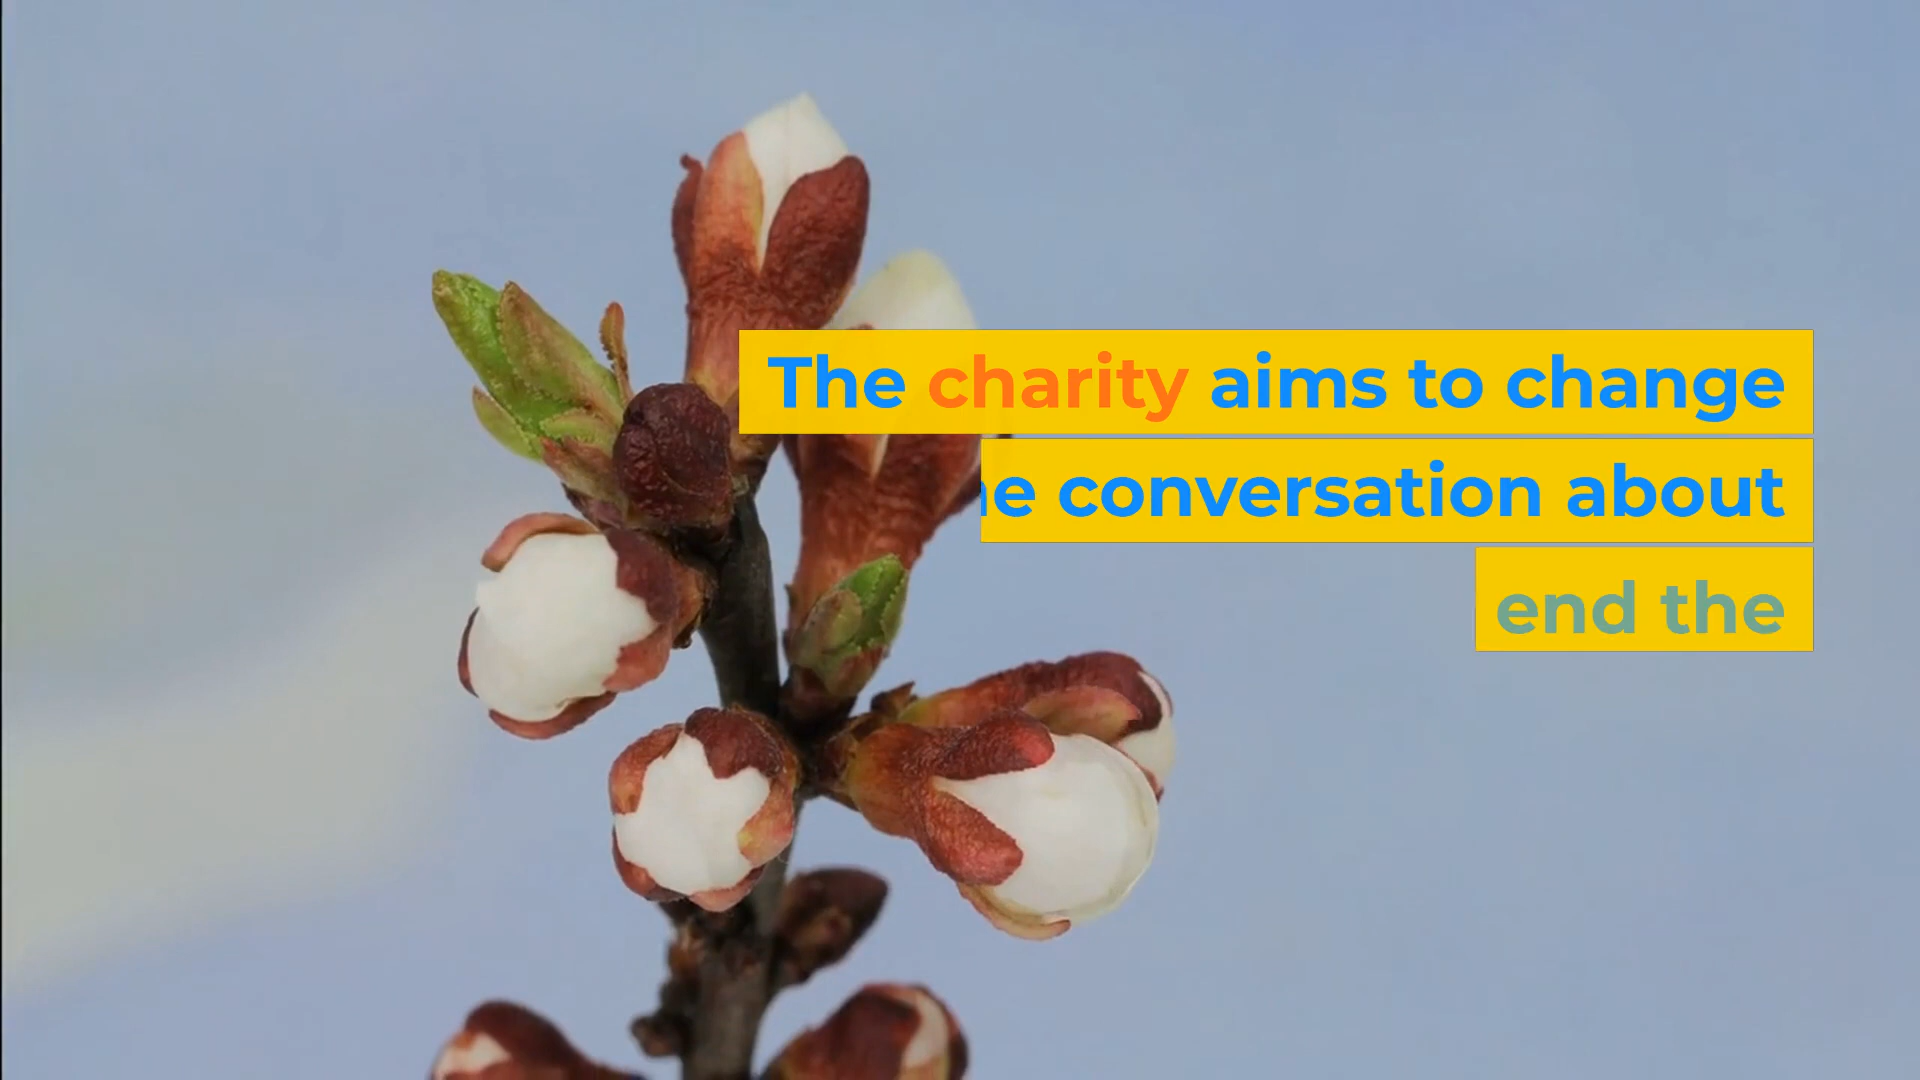 The charity aims to change
conversation about
end the